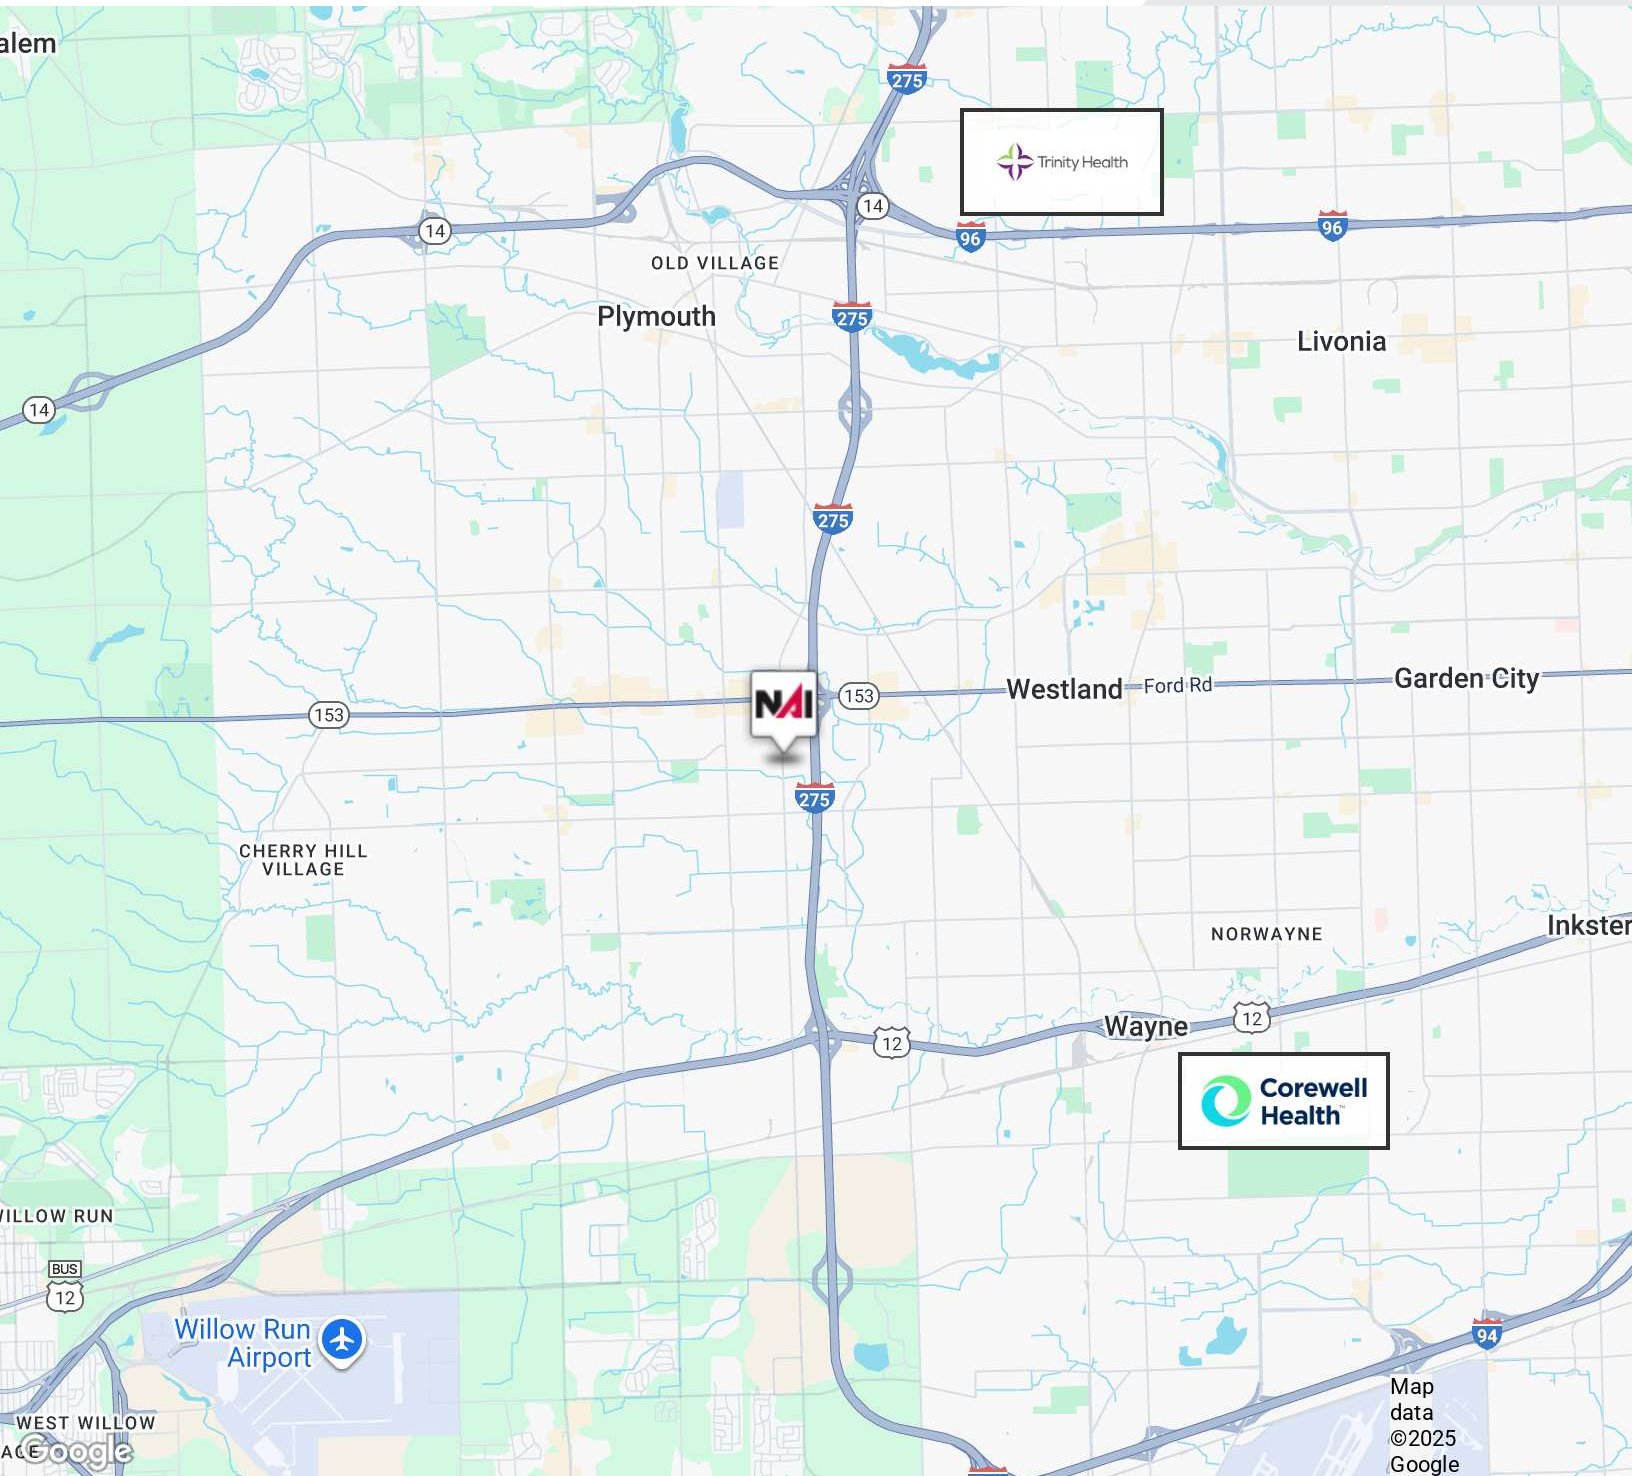 alem
275
Trinity Health
14
14
96
96
OLD VILLAGE
Plymouth
275
Livonia
14
275
NAI
153
Westland
Ford Rd
Garden City
153
275
CHERRY HILL
VILLAGE
NORWAYNE
Inkster
Wayne
12
12
Corewell
Health™
WILLOW RUN
BUS
12
Willow Run
Airport
94
WEST WILLOW
AGE
Google
Map
data
©2025
Google